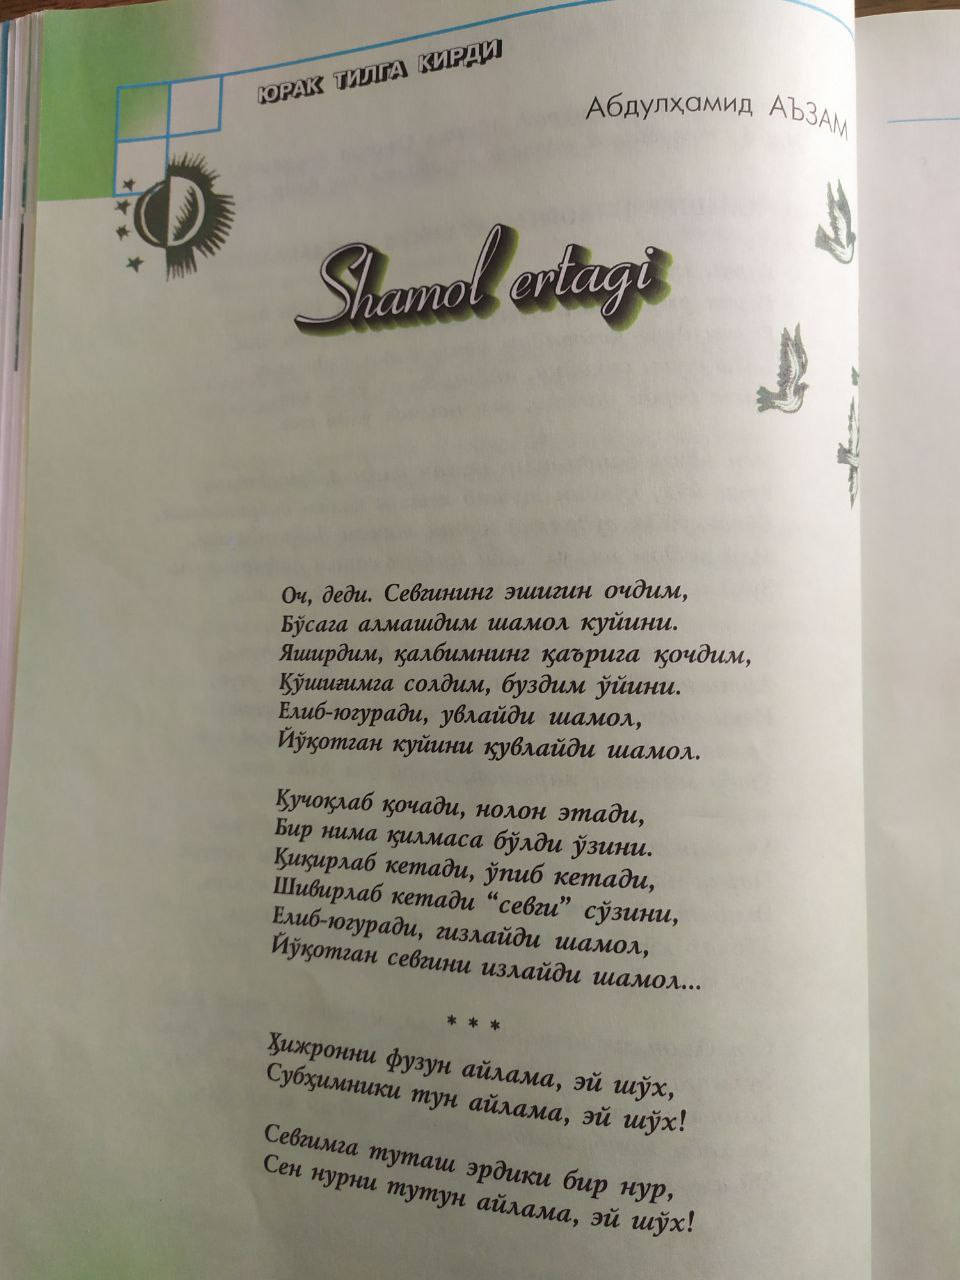 ЮРАК ТИЛГА КИРДИ
Абдулҳамид АЪЗАМ
Shamol ertagi
Оч, деди. Севгининг эшигин очдим,
Бўсаға алмашдим шамол куйини.
Яширдим, қалбимнинг қаърига қочдим,
Қўшиғимга солдим, буздим ўйини.
Елиб-югуради, увлайди шамол,
Йўқотган куйини қувлайди шамол.
Қучоқлаб қочади, нолон этади,
Бир нима қилмаса бўлди ўзини.
Қиқирлаб кетади, ўпиб кетади,
Шивирлаб кетади “севги” сўзини,
Елиб-югуради, гизлайди шамол,
Йўқотган севгини излайди шамол...
* * *
Ҳижронни фузун айлама, эй шўх,
Субҳимники тун айлама, эй шўх!
Севгимга туташ эрдики бир нур,
Сен нурни тутун айлама, эй шўх!